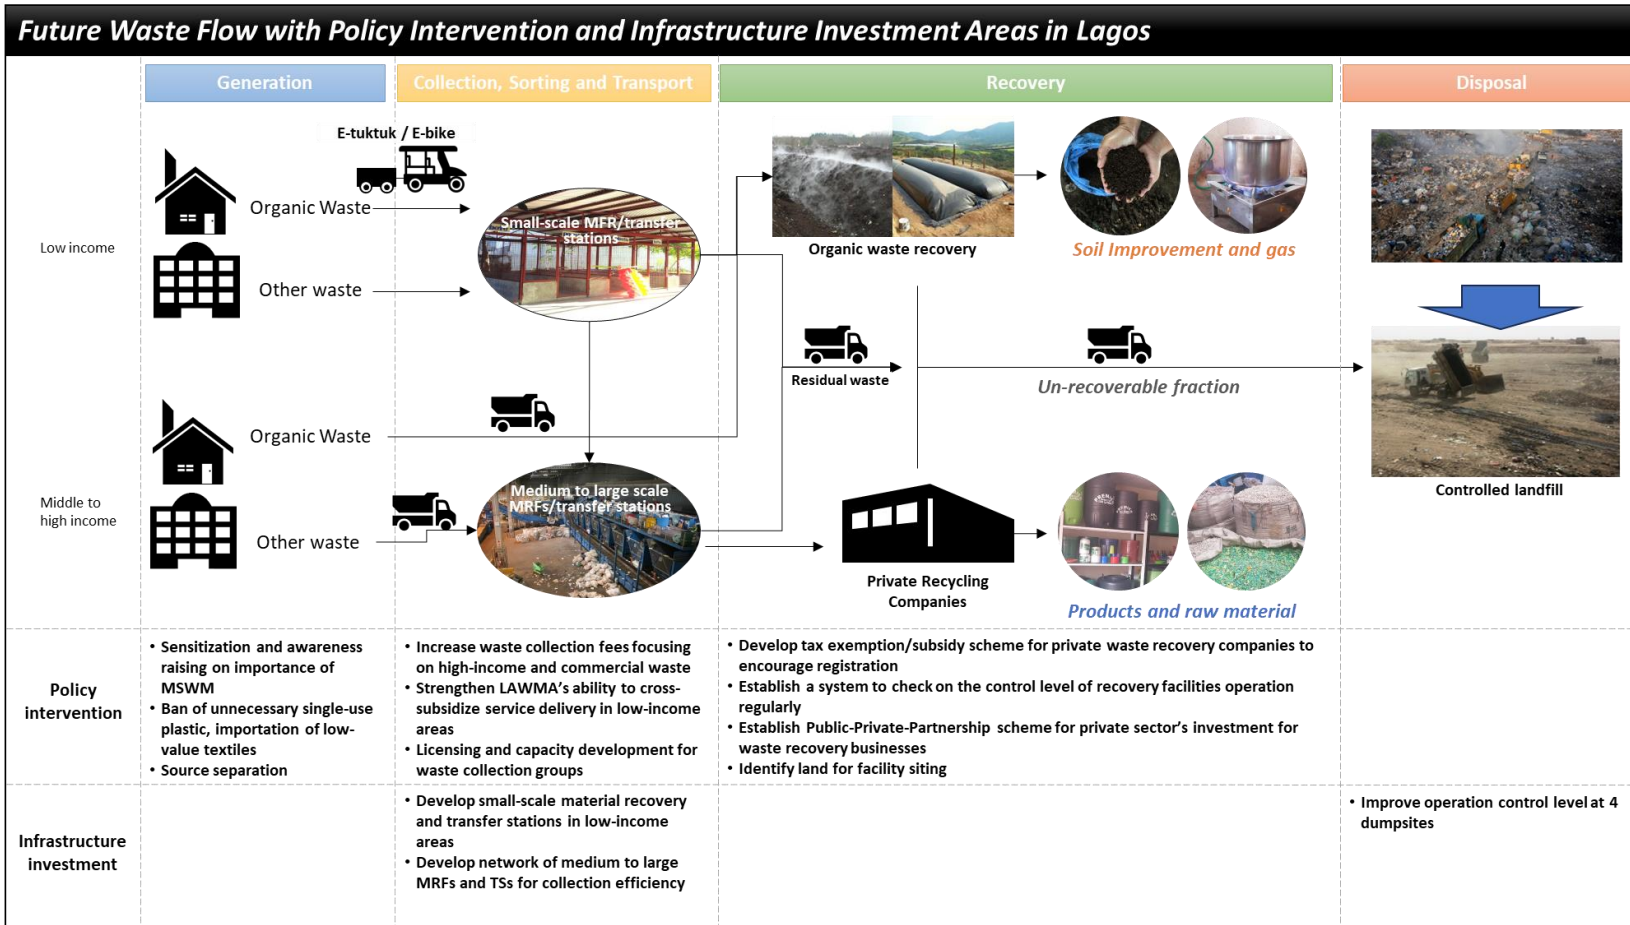 Future Waste Flow with Policy Intervention and Infrastructure Investment Areas in Lagos
Generation
Collection, Sorting and Transport
Recovery
Disposal
Low income
E-tuktuk / E-bike
Organic Waste
Other waste
Small-scale MFR/transfer
stations
Organic waste recovery
Soil Improvement and gas
Residual waste
Un-recoverable fraction
Controlled landfill
Middle to
high income
Organic Waste
Other waste
Medium to large scale
MRFs/transfer stations
Private Recycling
Companies
Products and raw material
Policy
intervention
• Sensitization and awareness
raising on importance of
MSWM
• Ban of unnecessary single-use
plastic, importation of low-
value textiles
• Source separation
• Increase waste collection fees focusing
on high-income and commercial waste
• Strengthen LAWMA's ability to cross-
subsidize service delivery in low-income
areas
• Licensing and capacity development for
waste collection groups
• Develop tax exemption/subsidy scheme for private waste recovery companies to
encourage registration
• Establish a system to check on the control level of recovery facilities operation
regularly
• Establish Public-Private-Partnership scheme for private sector's investment for
waste recovery businesses
• Identify land for facility siting
Infrastructure
investment
• Develop small-scale material recovery
and transfer stations in low-income
areas
• Develop network of medium to large
MRFs and TSs for collection efficiency
• Improve operation control level at 4
dumpsites